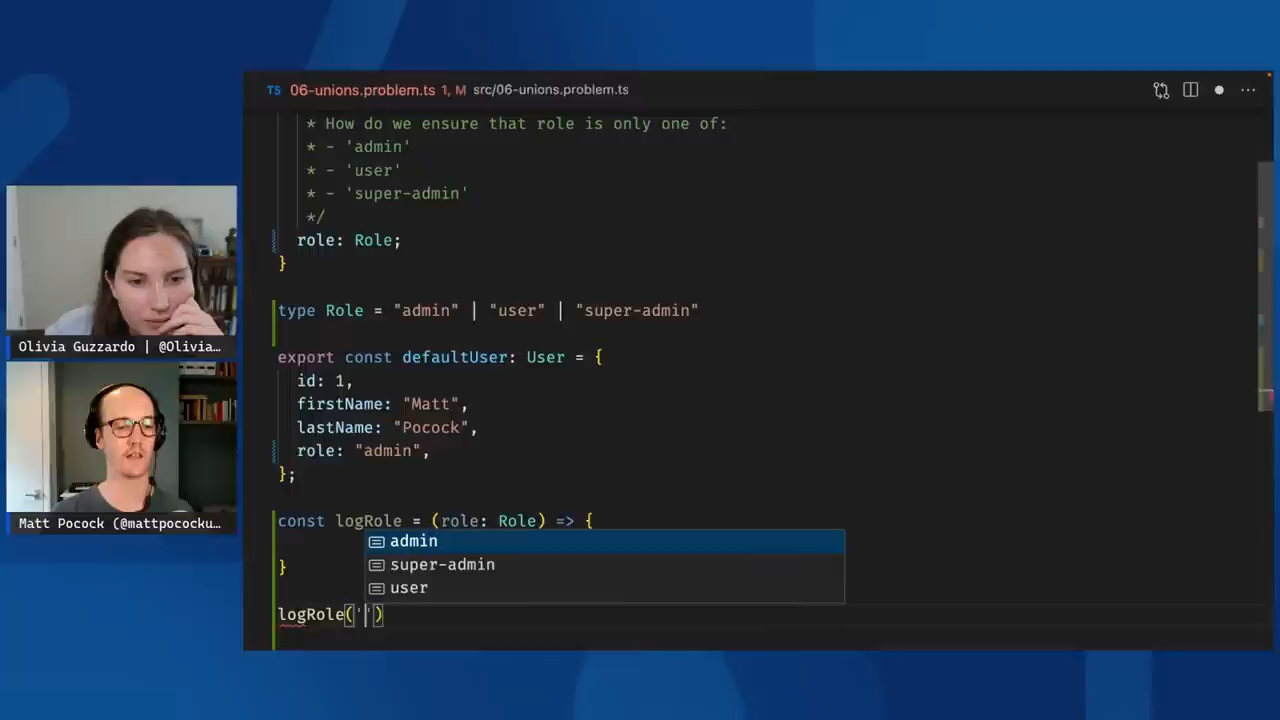 TS 06-unions.problem.ts 1, M src/06-unions.problem.ts
* How do we ensure that role is only one of:
* - 'admin'
* - 'user'
* - 'super-admin'
*/
role: Role;
}
type Role = "admin" | "user" | "super-admin"
export const defaultUser: User = {
id: 1,
firstName: "Matt",
lastName: "Pocock",
role: "admin",
};
const logRole = (role: Role) => {
admin
super-admin
user
}
logRole('')
Olivia Guzzardo | @Olivia…
Matt Pocock (@mattpococku…